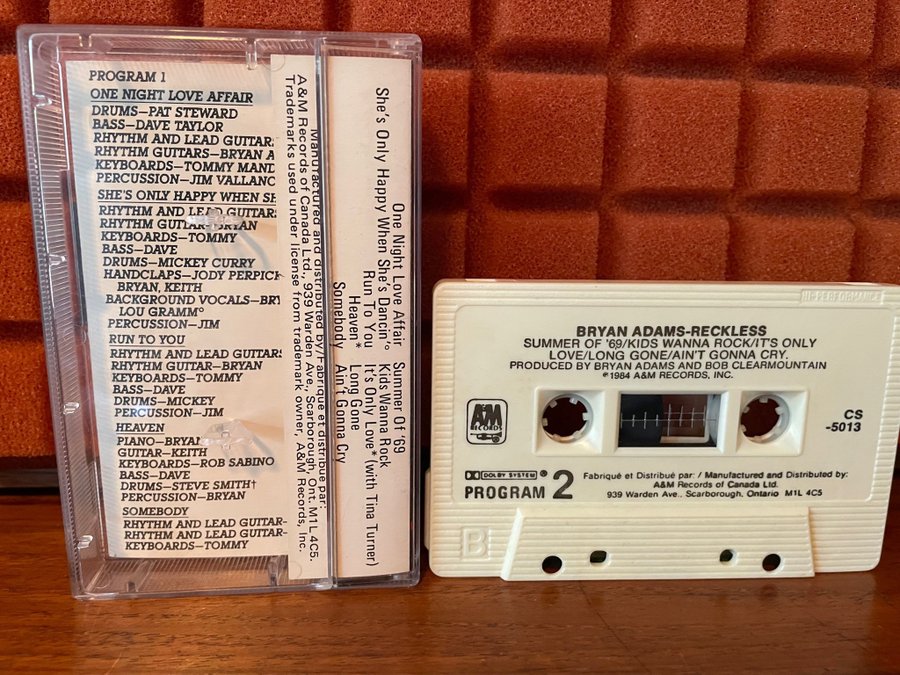 PROGRAM 1
ONE NIGHT LOVE AFFAIR
DRUMS—PAT STEWARD
BASS—DAVE TAYLOR
RHYTHM AND LEAD GUITAR
RHYTHM GUITARS—BRYAN A
KEYBOARDS—TOMMY MAND
PERCUSSION—JIM VALLANC
SHE'S ONLY HAPPY WHEN SH
RHYTHM AND LEAD GUITARS
RHYTHM GUITAR—BRYAN
KEYBOARDS—TOMMY
BASS—DAVE
DRUMS—MICKEY CURRY
HANDCLAPS—JODY PERPICK
BRYAN, KEITH
BACKGROUND VOCALS—BRY
LOU GRAMM°
PERCUSSION—JIM
RUN TO YOU
RHYTHM AND LEAD GUITARS
RHYTHM GUITAR—BRYAN
KEYBOARDS—TOMMY
BASS—DAVE
DRUMS—MICKEY
PERCUSSION—JIM
HEAVEN
PIANO—BRYAN
GUITAR—KEITH
KEYBOARDS—ROB SABINO
BASS—DAVE
DRUMS—STEVE SMITH†
PERCUSSION—BRYAN
SOMEBODY
RHYTHM AND LEAD GUITAR—
RHYTHM AND LEAD GUITAR—
KEYBOARDS—TOMMY
Manufactured and distributed by/Fabriqué et distribué par:
A&M Records of Canada Ltd., 939 Warden Ave., Scarborough, Ont. M1L 4C5.
Trademarks used under license from trademark owner, A&M Records, Inc.
One Night Love Affair
She's Only Happy When She's Dancin'°
Run To You
Heaven*
Somebody
Summer Of '69
Kids Wanna Rock
It's Only Love* (with Tina Turner)
Long Gone
Ain't Gonna Cry
HI-PERFORMANCE
BRYAN ADAMS-RECKLESS
SUMMER OF '69/KIDS WANNA ROCK/IT'S ONLY
LOVE/LONG GONE/AIN'T GONNA CRY.
PRODUCED BY BRYAN ADAMS AND BOB CLEARMOUNTAIN
℗1984 A&M RECORDS, INC.
A&M
RECORDS
CS
-5013
DOLBY SYSTEM®
PROGRAM 2
Fabriqué et Distribué par: / Manufactured and Distributed by:
A&M Records of Canada Ltd.
939 Warden Ave., Scarborough, Ontario M1L 4C5
B